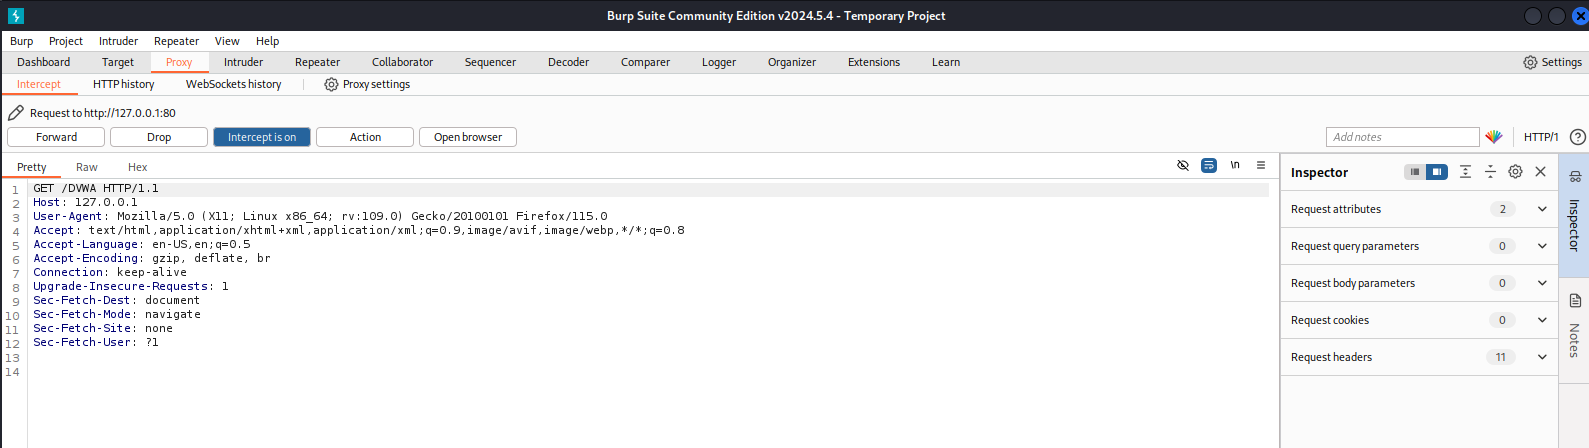 Burp Suite Community Edition v2024.5.4 - Temporary Project
Burp Project Intruder Repeater View Help
Dashboard Target Proxy Intruder Repeater Collaborator Sequencer Decoder Comparer Logger Organizer Extensions Learn Settings
Intercept HTTP history WebSockets history Proxy settings
Request to http://127.0.0.1:80
Forward Drop Intercept is on Action Open browser Add notes HTTP/1 ?
Pretty Raw Hex \n
Inspector
1 GET /DVWA HTTP/1.1
2 Host: 127.0.0.1
3 User-Agent: Mozilla/5.0 (X11; Linux x86_64; rv:109.0) Gecko/20100101 Firefox/115.0
4 Accept: text/html,application/xhtml+xml,application/xml;q=0.9,image/avif,image/webp,*/*;q=0.8
5 Accept-Language: en-US,en;q=0.5
6 Accept-Encoding: gzip, deflate, br
7 Connection: keep-alive
8 Upgrade-Insecure-Requests: 1
9 Sec-Fetch-Dest: document
10 Sec-Fetch-Mode: navigate
11 Sec-Fetch-Site: none
12 Sec-Fetch-User: ?1
13
14
Request attributes 2
Request query parameters 0
Request body parameters 0
Request cookies 0
Request headers 11
Inspector
Notes